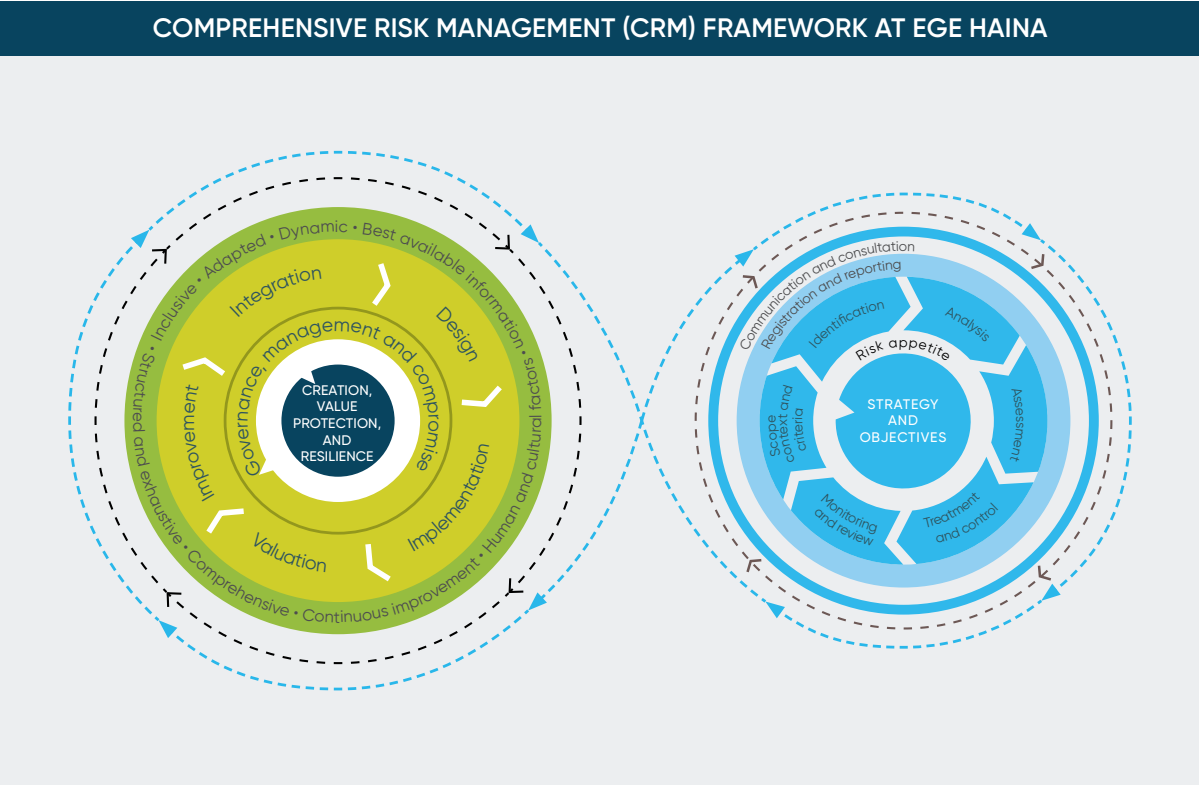 COMPREHENSIVE RISK MANAGEMENT (CRM) FRAMEWORK AT EGE HAINA
Structured and exhaustive • Inclusive • Adapted • Dynamic • Best available information • Human and cultural factors
Comprehensive • Continuous improvement •
Integration
Design
Implementation
Valuation
Improvement
Governance, management and compromise
CREATION,
VALUE
PROTECTION,
AND
RESILIENCE
Communication and consultation
Registration and reporting
Identification
Analysis
Assessment
Treatment
and control
Monitoring
and review
Scope
context and
criteria
Risk appetite
STRATEGY
AND
OBJECTIVES